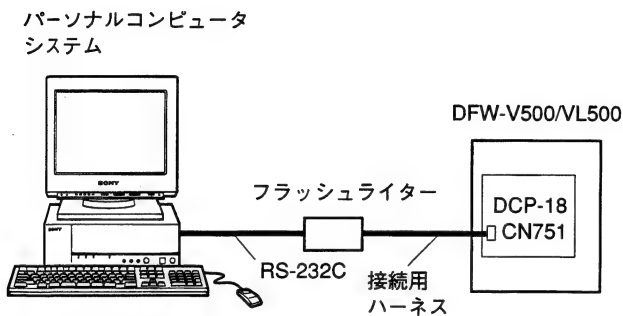 パーソナルコンピュータ
システム
DFW-V500/VL500
フラッシュライター
DCP-18
CN751
SONY
SONY
RS-232C
接続用
ハーネス